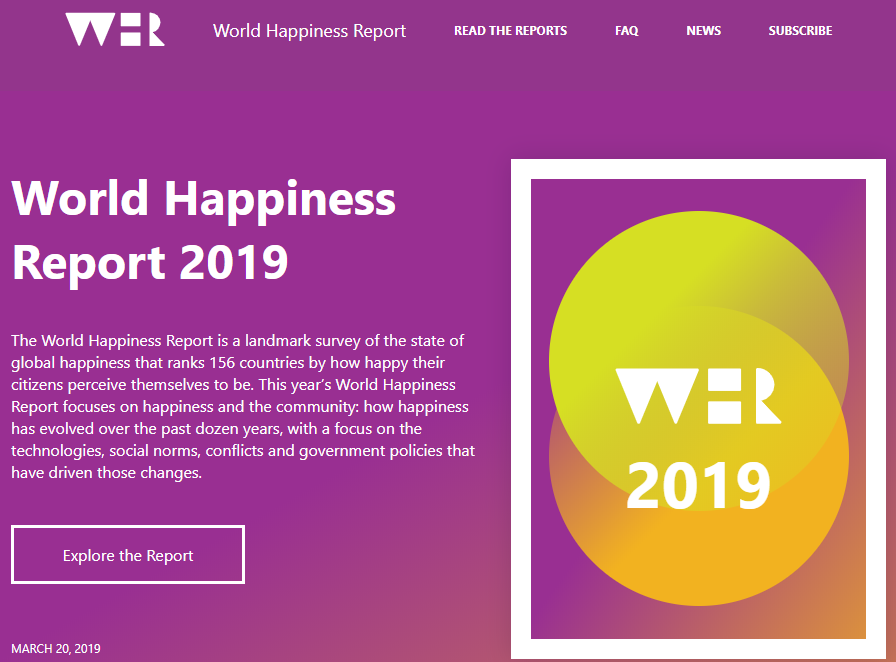 WHR World Happiness Report READ THE REPORTS FAQ NEWS SUBSCRIBE
World Happiness
Report 2019
The World Happiness Report is a landmark survey of the state of
global happiness that ranks 156 countries by how happy their
citizens perceive themselves to be. This year’s World Happiness
Report focuses on happiness and the community: how happiness
has evolved over the past dozen years, with a focus on the
technologies, social norms, conflicts and government policies that
have driven those changes.
Explore the Report
MARCH 20, 2019
WHR
2019